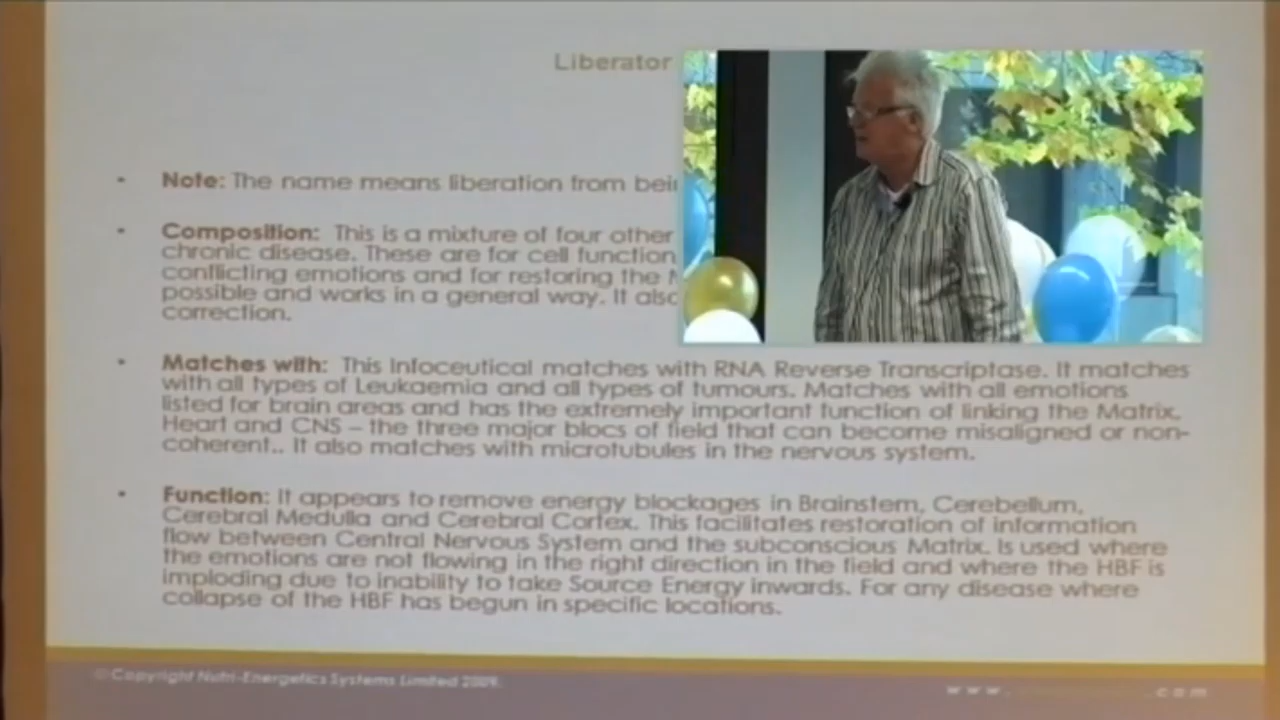 Liberator
• Note: The name means liberation from bei
• Composition: This is a mixture of four other
chronic disease. These are for cell function
conflicting emotions and for restoring the
possible and works in a general way. It also
correction.
• Matches with: This Infoceutical matches with RNA Reverse Transcriptase. It matches
with all types of Leukaemia and all types of tumours. Matches with all emotions
listed for brain areas and has the extremely important function of linking the Matrix,
Heart and CNS – the three major blocs of field that can become misaligned or non-
coherent.. It also matches with microtubules in the nervous system.
• Function: It appears to remove energy blockages in Brainstem, Cerebellum,
Cerebral Medulla and Cerebral Cortex. This facilitates restoration of information
flow between Central Nervous System and the subconscious Matrix. Is used where
the emotions are not flowing in the right direction in the field and where the HBF is
imploding due to inability to take Source Energy inwards. For any disease where
collapse of the HBF has begun in specific locations.
© Copyright Nutri-Energetics Systems Limited 2009.
www. .com